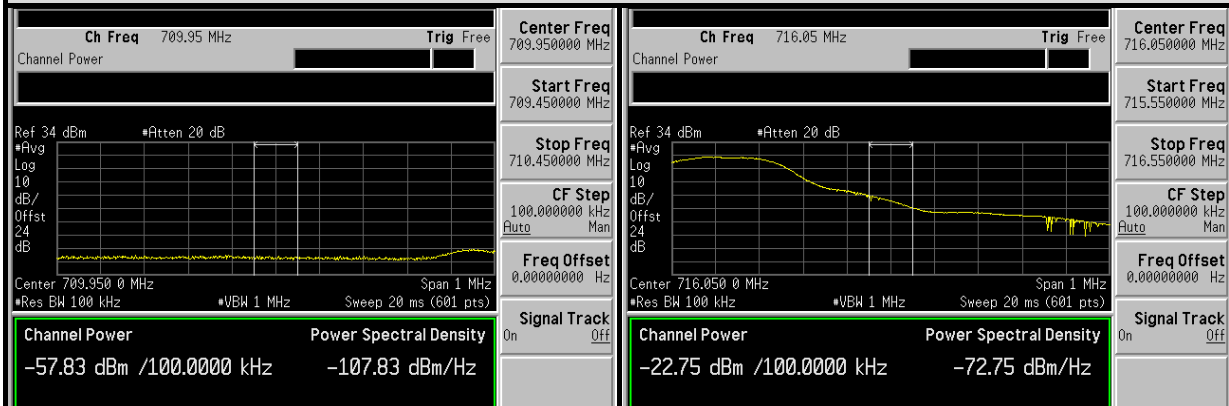 Ch Freq 709.95 MHz Trig Free
Channel Power
Ref 34 dBm #Atten 20 dB
#Avg
Log
10
dB/
Offst
24
dB
Center 709.950 0 MHz Span 1 MHz
#Res BW 100 kHz #VBW 1 MHz Sweep 20 ms (601 pts)
Channel Power Power Spectral Density
-57.83 dBm /100.0000 kHz -107.83 dBm/Hz
Center Freq
709.950000 MHz
Start Freq
709.450000 MHz
Stop Freq
710.450000 MHz
CF Step
100.000000 kHz
Auto Man
Freq Offset
0.00000000 Hz
Signal Track
On Off
Ch Freq 716.05 MHz Trig Free
Channel Power
Ref 34 dBm #Atten 20 dB
#Avg
Log
10
dB/
Offst
24
dB
Center 716.050 0 MHz Span 1 MHz
#Res BW 100 kHz #VBW 1 MHz Sweep 20 ms (601 pts)
Channel Power Power Spectral Density
-22.75 dBm /100.0000 kHz -72.75 dBm/Hz
Center Freq
716.050000 MHz
Start Freq
715.550000 MHz
Stop Freq
716.550000 MHz
CF Step
100.000000 kHz
Auto Man
Freq Offset
0.00000000 Hz
Signal Track
On Off